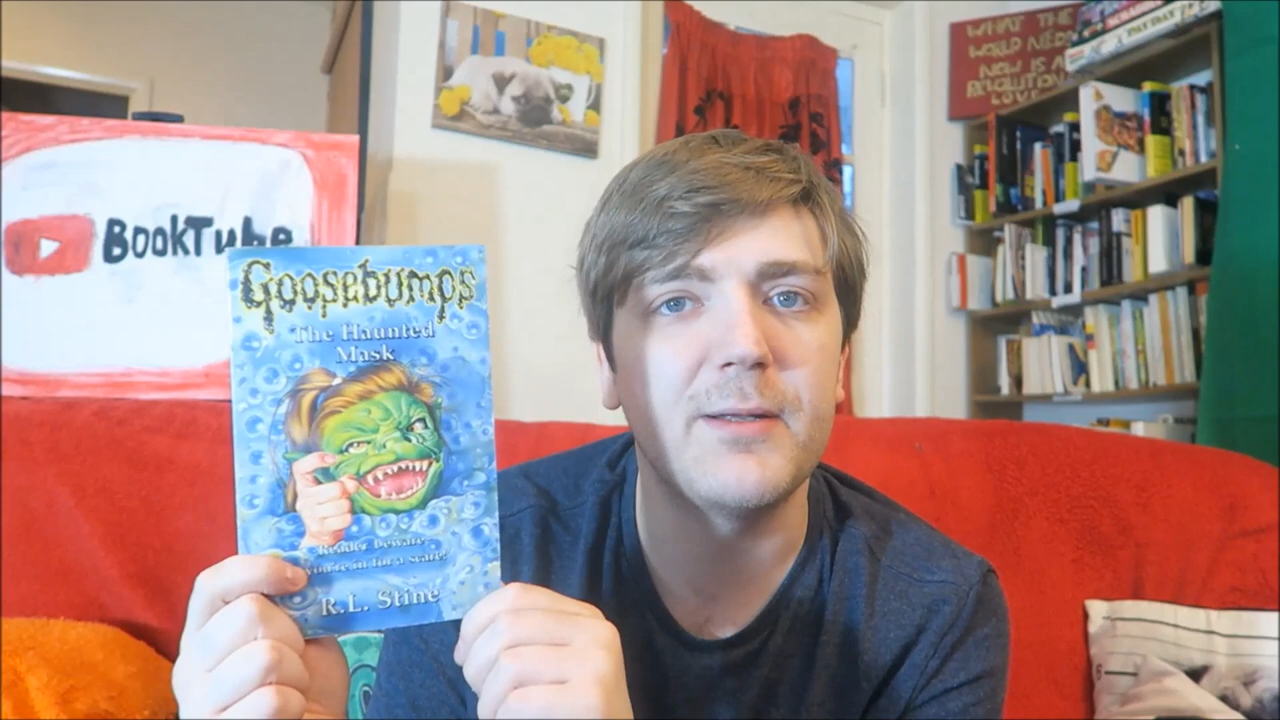 WHAT THE
WORLD NEEDS
NOW IS A
REVOLUTION
LOVE
PAYDAY
BookTube
Goosebumps
The Haunted
Mask
Reader beware-
you're in for a scare!
R.L. Stine